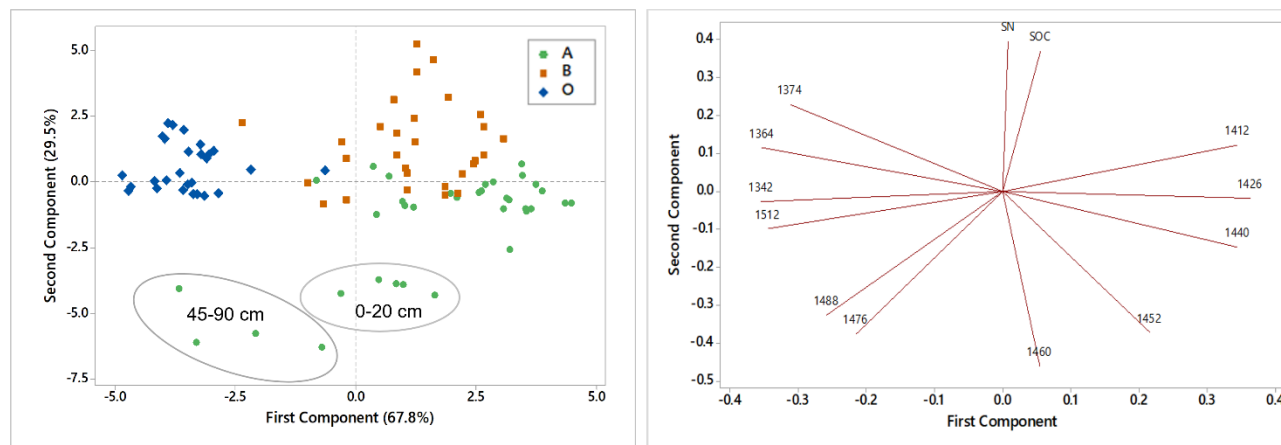 A
B
O
5.0
2.5
0.0
-2.5
-5.0
-7.5
Second Component (29.5%)
45-90 cm
0-20 cm
-5.0 -2.5 0.0 2.5 5.0
First Component (67.8%)
SN
SOC
0.4
0.3
0.2
0.1
0.0
-0.1
-0.2
-0.3
-0.4
-0.5
Second Component
1374
1364
1412
1342
1426
1512
1440
1488
1476
1452
1460
-0.4 -0.3 -0.2 -0.1 0.0 0.1 0.2 0.3 0.4
First Component